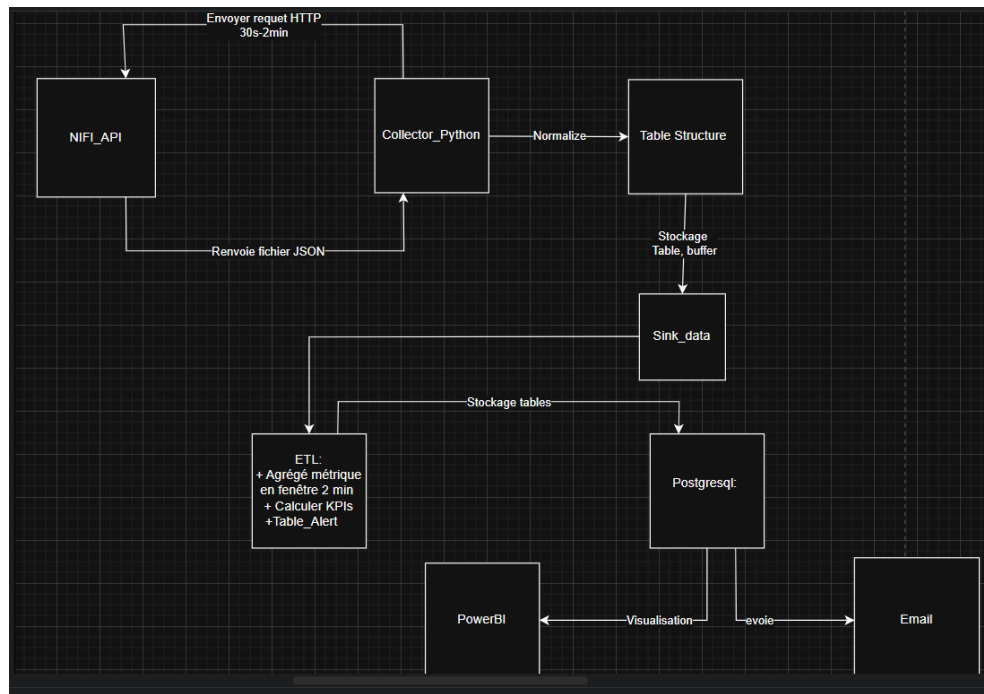 Envoyer requet HTTP
30s-2min
NIFI_API
Collector_Python
Normalize
Table Structure
Renvoie fichier JSON
Stockage
Table, buffer
Sink_data
Stockage tables
ETL:
+ Agrégé métrique
en fenêtre 2 min
+ Calculer KPIs
+Table_Alert
Postgresql:
PowerBI
Visualisation
evoie
Email